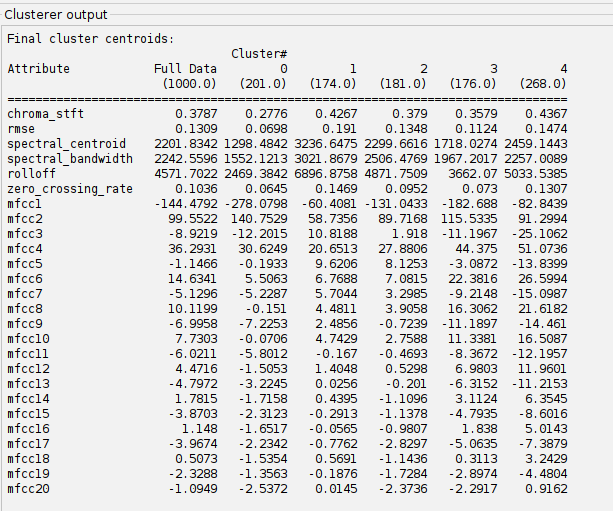 Clusterer output
Final cluster centroids:
Cluster#
Attribute Full Data 0 1 2 3 4
(1000.0) (201.0) (174.0) (181.0) (176.0) (268.0)
================================================================================
chroma_stft 0.3787 0.2776 0.4267 0.379 0.3579 0.4367
rmse 0.1309 0.0698 0.191 0.1348 0.1124 0.1474
spectral_centroid 2201.8342 1298.4842 3236.6475 2299.6616 1718.0274 2459.1443
spectral_bandwidth 2242.5596 1552.1213 3021.8679 2506.4769 1967.2017 2257.0089
rolloff 4571.7022 2469.3842 6896.8758 4871.7509 3662.07 5033.5385
zero_crossing_rate 0.1036 0.0645 0.1469 0.0952 0.073 0.1307
mfcc1 -144.4792 -278.0798 -60.4081 -131.0433 -182.688 -82.8439
mfcc2 99.5522 140.7529 58.7356 89.7168 115.5335 91.2994
mfcc3 -8.9219 -12.2015 10.8188 1.918 -11.1967 -25.1062
mfcc4 36.2931 30.6249 20.6513 27.8806 44.375 51.0736
mfcc5 -1.1466 -0.1933 9.6206 8.1253 -3.0872 -13.8399
mfcc6 14.6341 5.5063 6.7688 7.0815 22.3816 26.5994
mfcc7 -5.1296 -5.2287 5.7044 3.2985 -9.2148 -15.0987
mfcc8 10.1199 -0.151 4.4811 3.9058 16.3062 21.6182
mfcc9 -6.9958 -7.2253 2.4856 -0.7239 -11.1897 -14.461
mfcc10 7.7303 -0.0706 4.7429 2.7588 11.3381 16.5087
mfcc11 -6.0211 -5.8012 -0.167 -0.4693 -8.3672 -12.1957
mfcc12 4.4716 -1.5053 1.4048 0.5298 6.9803 11.9601
mfcc13 -4.7972 -3.2245 0.0256 -0.201 -6.3152 -11.2153
mfcc14 1.7815 -1.7158 0.4395 -1.1096 3.1124 6.3545
mfcc15 -3.8703 -2.3123 -0.2913 -1.1378 -4.7935 -8.6016
mfcc16 1.148 -1.6517 -0.0565 -0.9807 1.838 5.0143
mfcc17 -3.9674 -2.2342 -0.7762 -2.8297 -5.0635 -7.3879
mfcc18 0.5073 -1.5354 0.5691 -1.1436 0.3113 3.2429
mfcc19 -2.3288 -1.3563 -0.1876 -1.7284 -2.8974 -4.4804
mfcc20 -1.0949 -2.5372 0.0145 -2.3736 -2.2917 0.9162